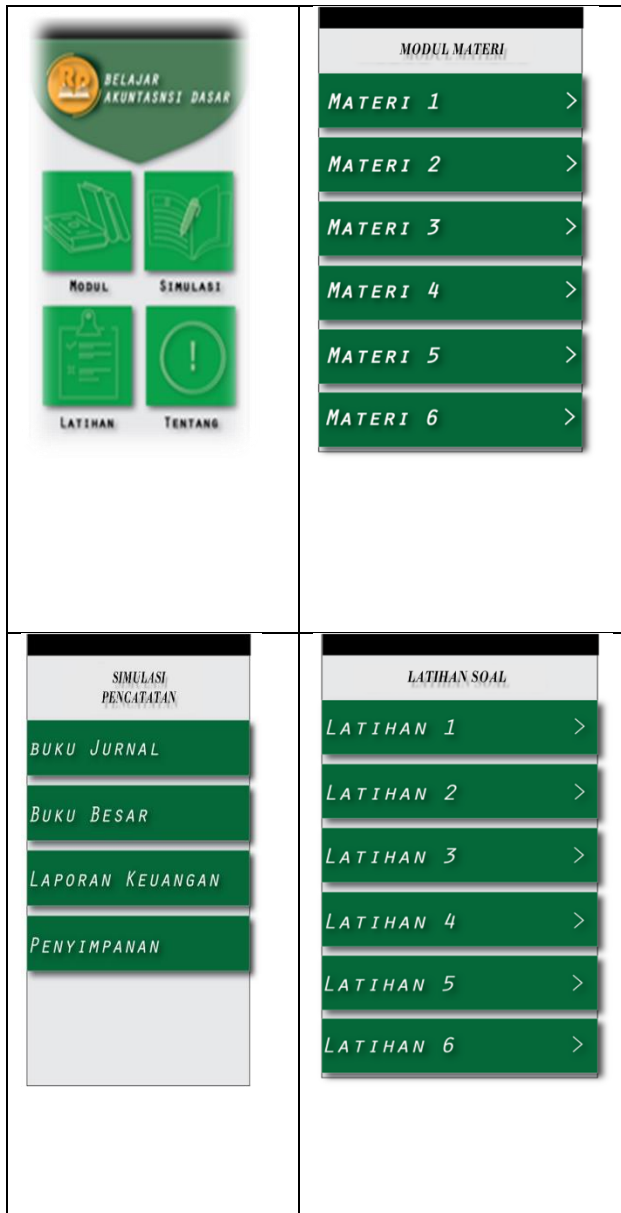 Rp
BELAJAR
AKUNTASNSI DASAR
MODUL
SIMULASI
LATIHAN
TENTANG
MODUL MATERI
MATERI 1 >
MATERI 2 >
MATERI 3 >
MATERI 4 >
MATERI 5 >
MATERI 6 >
SIMULASI
PENCATATAN
BUKU JURNAL
BUKU BESAR
LAPORAN KEUANGAN
PENYIMPANAN
LATIHAN SOAL
LATIHAN 1 >
LATIHAN 2 >
LATIHAN 3 >
LATIHAN 4 >
LATIHAN 5 >
LATIHAN 6 >